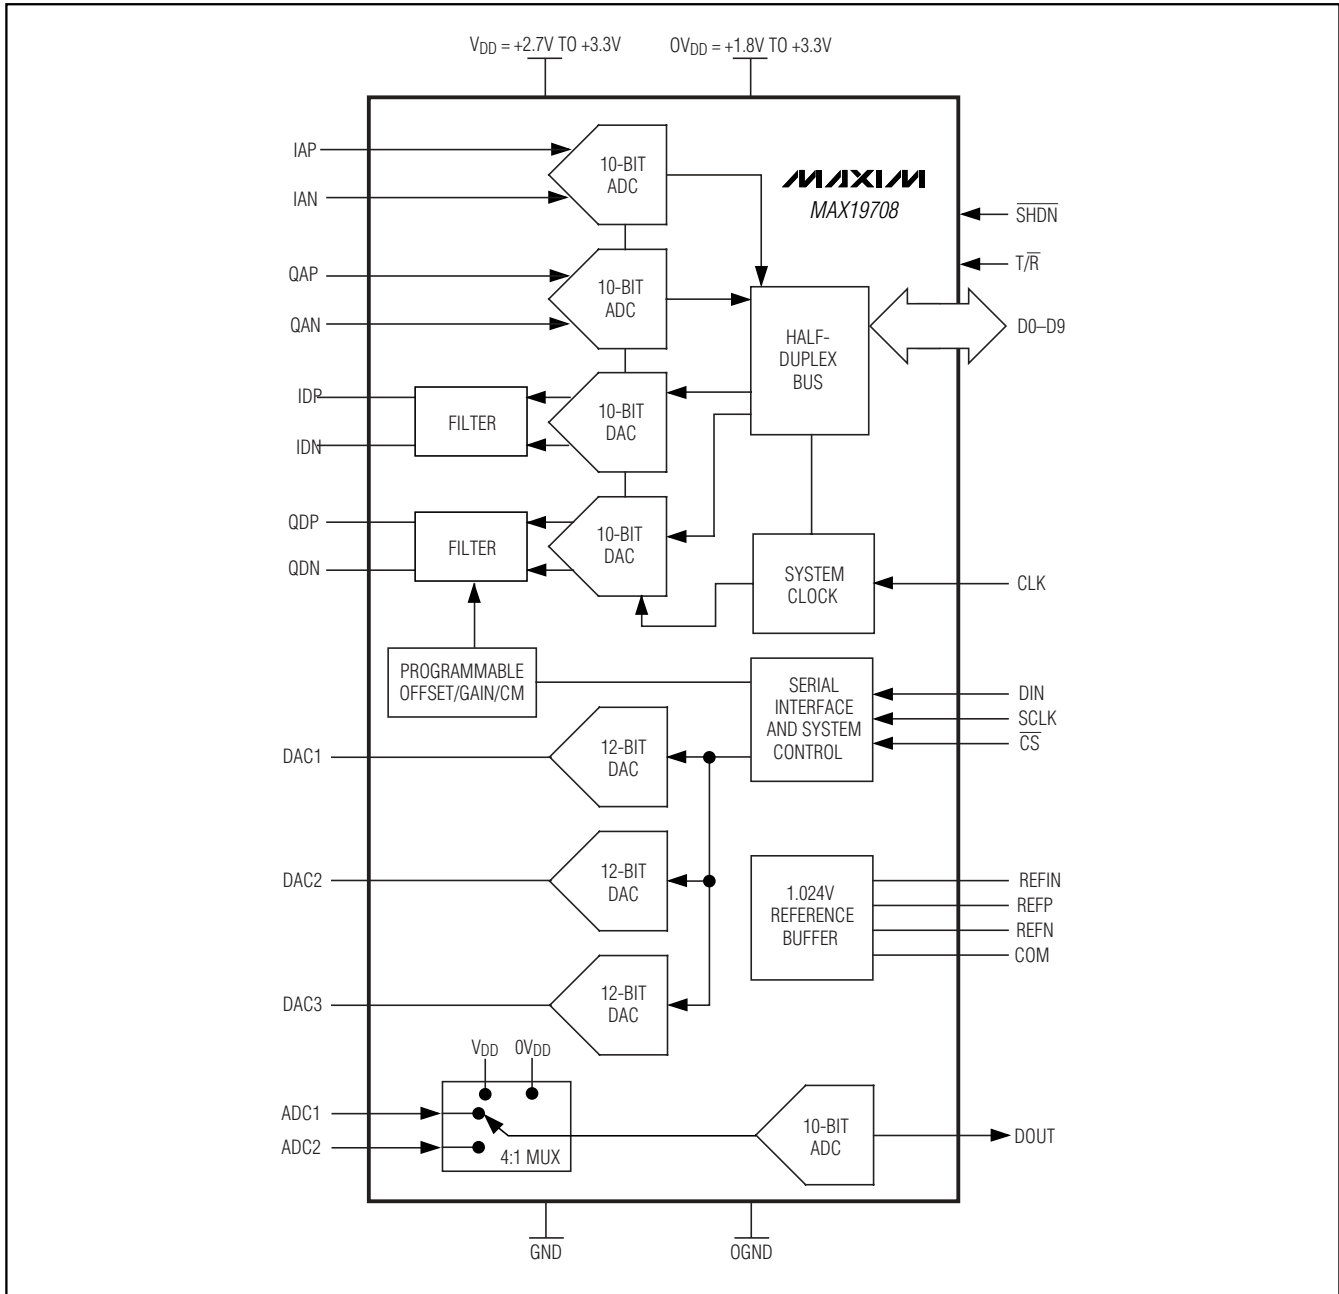 VDD = +2.7V TO +3.3V
OVDD = +1.8V TO +3.3V
IAP
IAN
10-BIT
ADC
MAXIM
MAX19708
SHDN
T/R
QAP
QAN
10-BIT
ADC
HALF-
DUPLEX
BUS
D0–D9
IDP
IDN
FILTER
10-BIT
DAC
QDP
QDN
FILTER
10-BIT
DAC
SYSTEM
CLOCK
CLK
PROGRAMMABLE
OFFSET/GAIN/CM
SERIAL
INTERFACE
AND SYSTEM
CONTROL
DIN
SCLK
CS
DAC1
12-BIT
DAC
DAC2
12-BIT
DAC
1.024V
REFERENCE
BUFFER
REFIN
REFP
REFN
COM
DAC3
12-BIT
DAC
VDD
0VDD
ADC1
ADC2
4:1 MUX
10-BIT
ADC
DOUT
GND
OGND